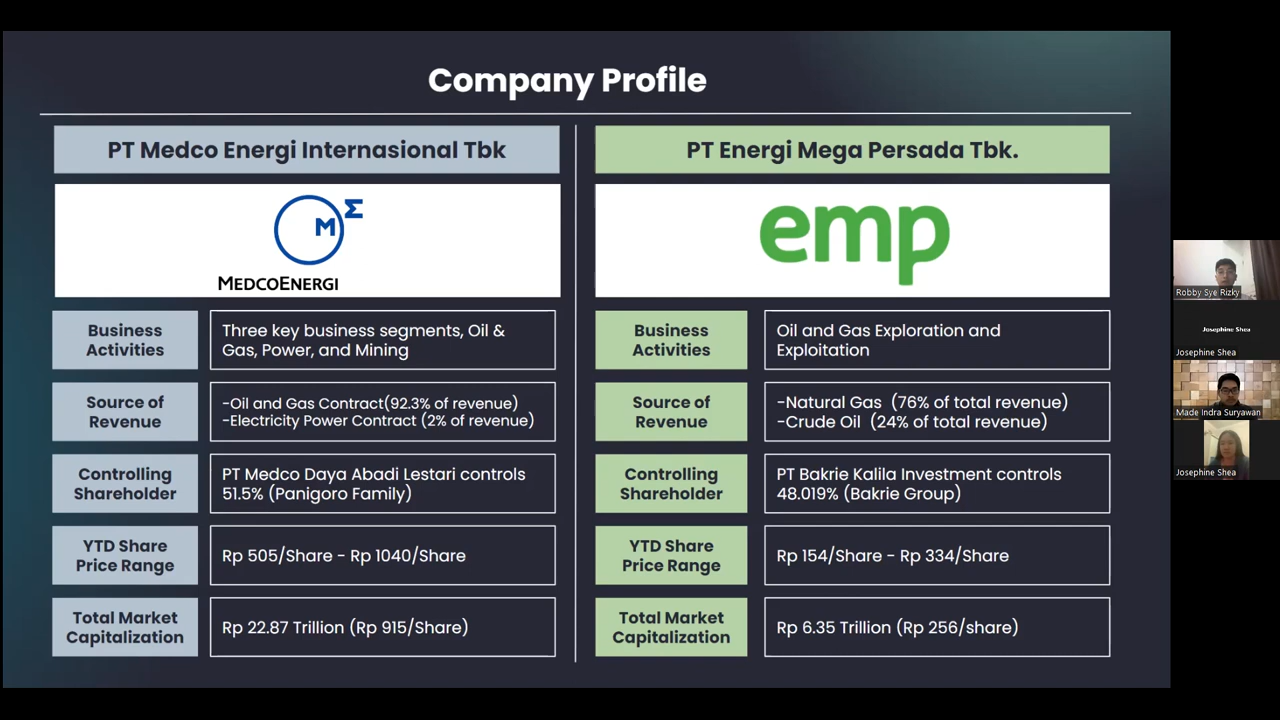 Company Profile
PT Medco Energi Internasional Tbk
M Σ
MEDCOENERGI
Business
Activities
Three key business segments, Oil &
Gas, Power, and Mining
Source of
Revenue
-Oil and Gas Contract(92.3% of revenue)
-Electricity Power Contract (2% of revenue)
Controlling
Shareholder
PT Medco Daya Abadi Lestari controls
51.5% (Panigoro Family)
YTD Share
Price Range
Rp 505/Share - Rp 1040/Share
Total Market
Capitalization
Rp 22.87 Trillion (Rp 915/Share)
PT Energi Mega Persada Tbk.
emp
Business
Activities
Oil and Gas Exploration and
Exploitation
Source of
Revenue
-Natural Gas (76% of total revenue)
-Crude Oil (24% of total revenue)
Controlling
Shareholder
PT Bakrie Kalila Investment controls
48.019% (Bakrie Group)
YTD Share
Price Range
Rp 154/Share - Rp 334/Share
Total Market
Capitalization
Rp 6.35 Trillion (Rp 256/share)
Robby Sye Rizky
Josephine Shea
Josephine Shea
Made Indra Suryawan
Josephine Shea